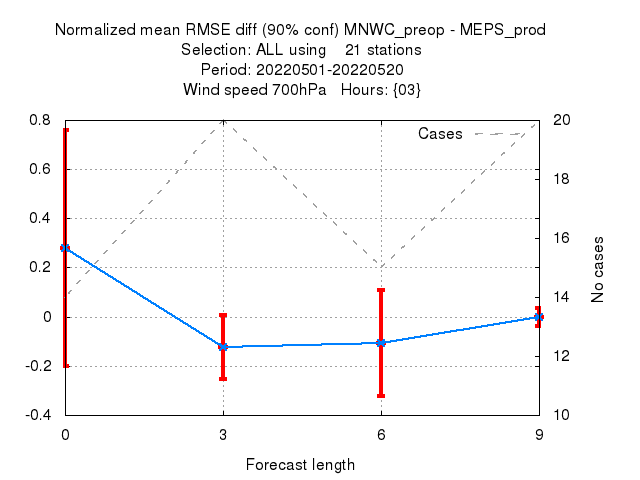 Normalized mean RMSE diff (90% conf) MNWC_preop - MEPS_prod
Selection: ALL using    21 stations
Period: 20220501-20220520
Wind speed 700hPa   Hours: {03}
Cases
0.8
0.6
0.4
0.2
0
-0.2
-0.4
20
18
16
14
12
10
No cases
0 3 6 9
Forecast length